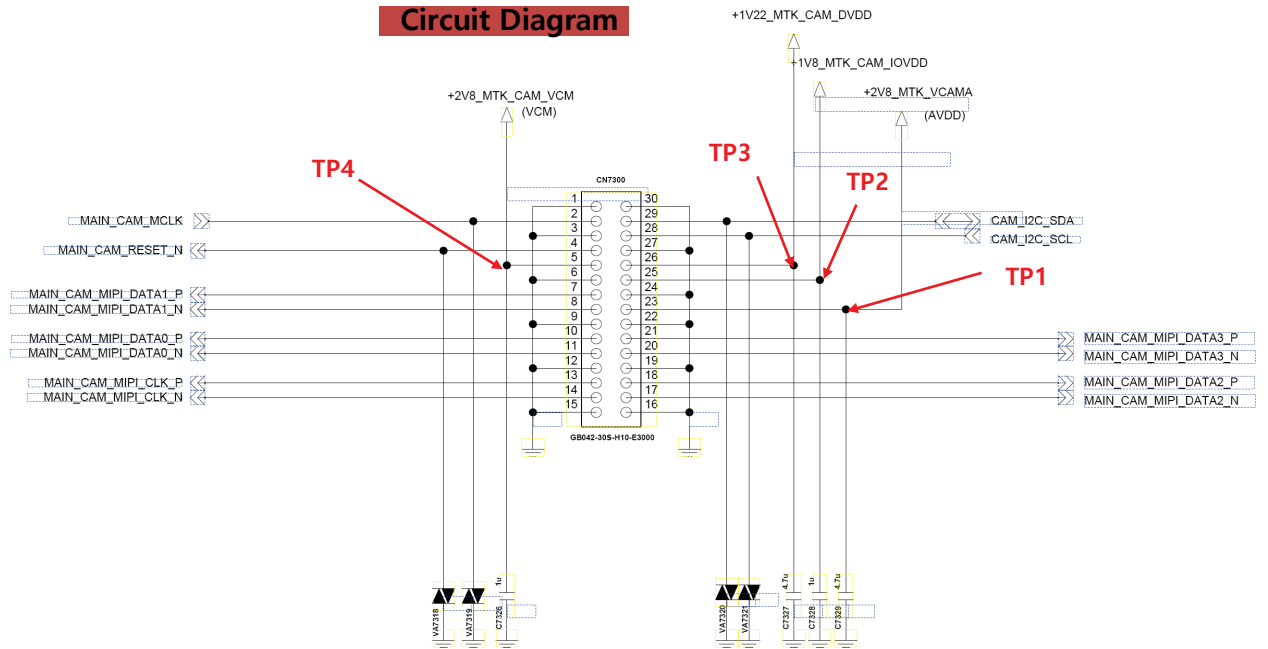 Circuit Diagram
+1V22_MTK_CAM_DVDD
+1V8_MTK_CAM_IOVDD
+2V8_MTK_CAM_VCM
(VCM)
+2V8_MTK_VCAMA
(AVDD)
TP4
TP3
TP2
TP1
CN7300
1 30
2 29
3 28
4 27
5 26
6 25
7 24
8 23
9 22
10 21
11 20
12 19
13 18
14 17
15 16
GB042-30S-H10-E3000
MAIN_CAM_MCLK
MAIN_CAM_RESET_N
MAIN_CAM_MIPI_DATA1_P
MAIN_CAM_MIPI_DATA1_N
MAIN_CAM_MIPI_DATA0_P
MAIN_CAM_MIPI_DATA0_N
MAIN_CAM_MIPI_CLK_P
MAIN_CAM_MIPI_CLK_N
CAM_I2C_SDA
CAM_I2C_SCL
MAIN_CAM_MIPI_DATA3_P
MAIN_CAM_MIPI_DATA3_N
MAIN_CAM_MIPI_DATA2_P
MAIN_CAM_MIPI_DATA2_N
VA7318
VA7319
C7326
1u
VA7320
VA7321
C7327
4.7u
C7328
1u
C7329
4.7u